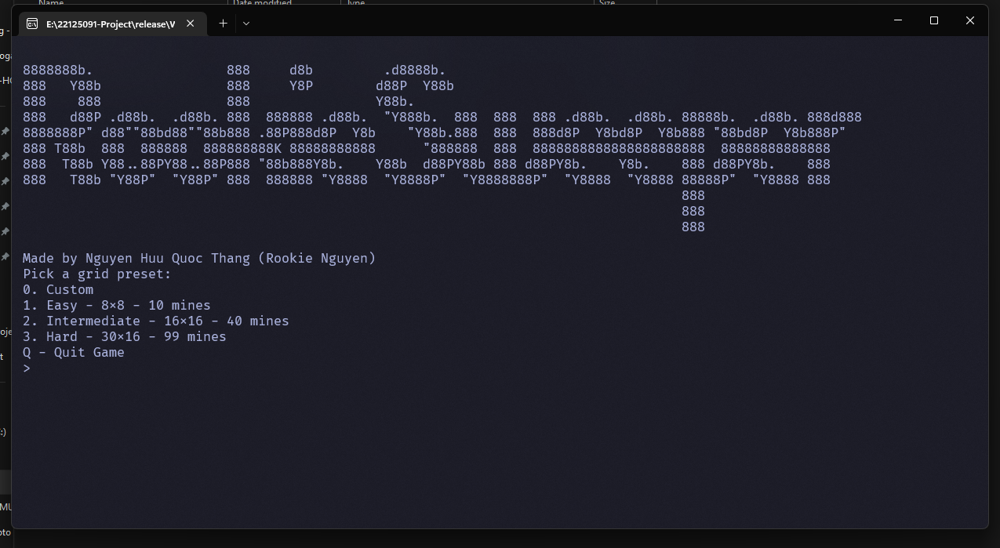 Name Date modified Type Size
E:\22125091-Project\release\V
8888888b.                 888     d8b         .d8888b.
888   Y88b                888     Y8P        d88P  Y88b
888    888                888                Y88b.
888   d88P .d88b.  .d88b. 888  888888 .d88b.  "Y888b.  888  888  888 .d88b.  .d88b. 88888b.  .d88b. 888d888
8888888P" d88""88bd88""88b888 .88P888d8P  Y8b    "Y88b.888  888  888d8P  Y8bd8P  Y8b888 "88bd8P  Y8b888P"
888 T88b  888  888888  888888888K 88888888888      "888888  888  8888888888888888888888  88888888888888
888  T88b Y88..88PY88..88P888 "88b888Y8b.    Y88b  d88PY88b 888 d88PY8b.    Y8b.    888 d88PY8b.    888
888   T88b "Y88P"  "Y88P" 888  888888 "Y8888  "Y8888P"  "Y8888888P"  "Y8888  "Y8888 88888P"  "Y8888 888
888
888
888
Made by Nguyen Huu Quoc Thang (Rookie Nguyen)
Pick a grid preset:
0. Custom
1. Easy - 8×8 - 10 mines
2. Intermediate - 16×16 - 40 mines
3. Hard - 30×16 - 99 mines
Q - Quit Game
>